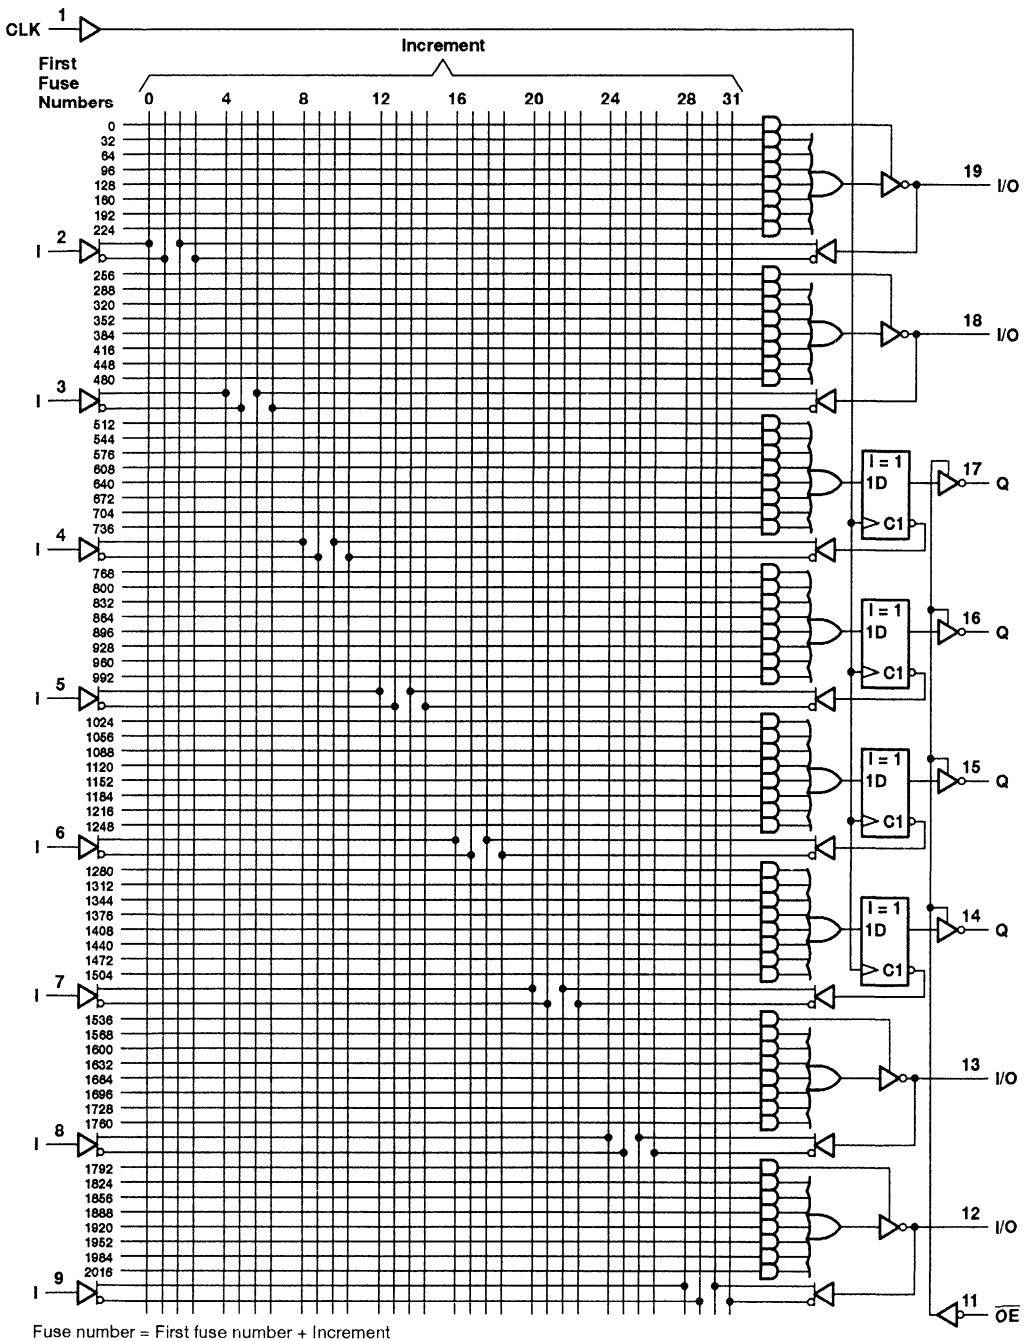 CLK 1
Increment
First
Fuse
Numbers
0 4 8 12 16 20 24 28 31
0
32
64
96
128
160
192
224
19 I/O
I 2
256
288
320
352
384
416
448
480
18 I/O
I 3
512
544
576
608
640
672
704
736
I = 1
1D
C1
17 Q
I 4
768
800
832
864
896
928
960
992
I = 1
1D
C1
16 Q
I 5
1024
1056
1088
1120
1152
1184
1216
1248
I = 1
1D
C1
15 Q
I 6
1280
1312
1344
1376
1408
1440
1472
1504
I = 1
1D
C1
14 Q
I 7
1536
1568
1600
1632
1664
1696
1728
1760
13 I/O
I 8
1792
1824
1856
1888
1920
1952
1984
2016
12 I/O
I 9
11 OE
Fuse number = First fuse number + Increment